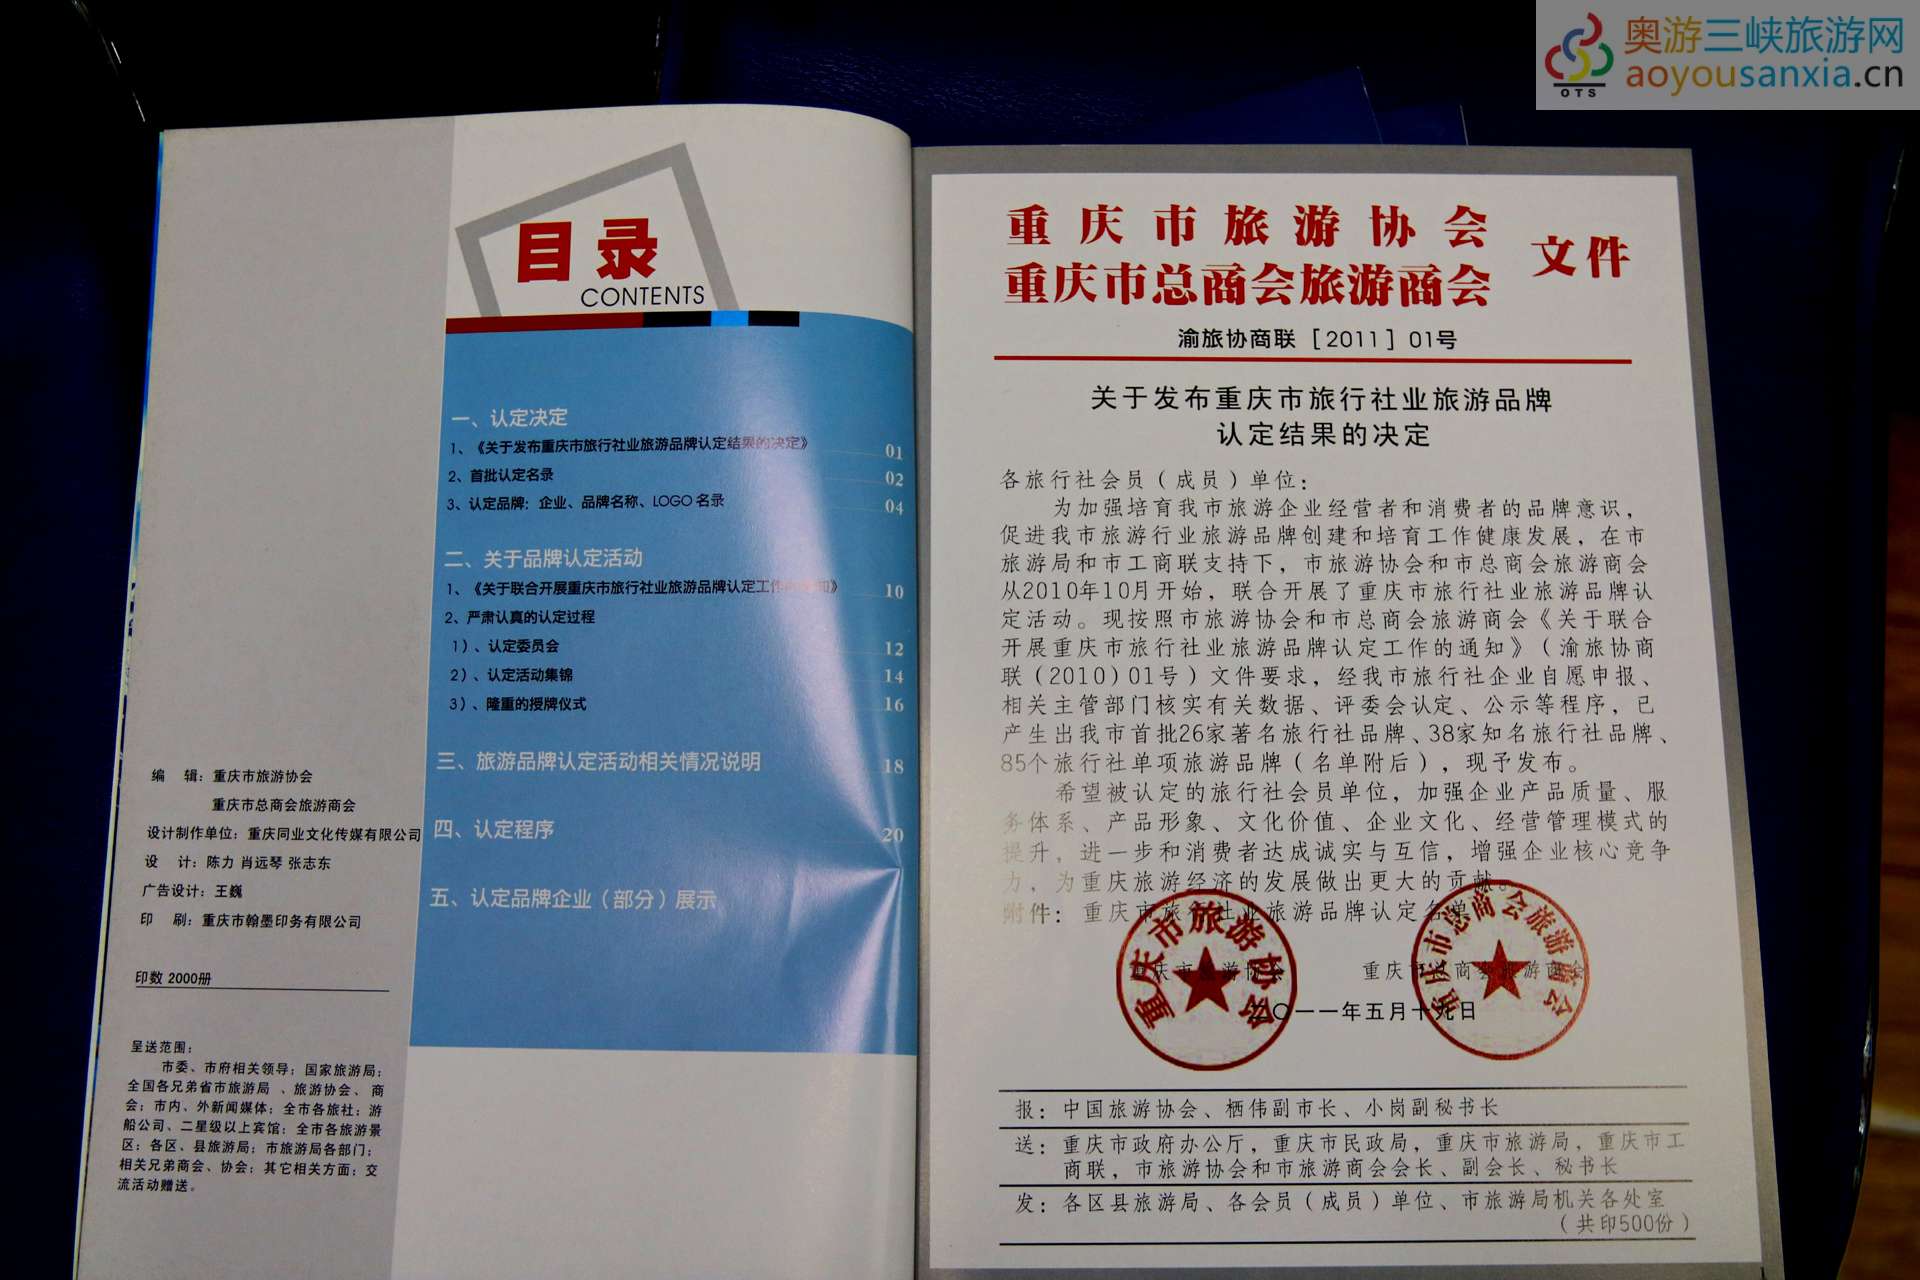 奥游三峡旅游网
aoyousanxia.cn
OTS
目录
CONTENTS
一、认定决定
1、《关于发布重庆市旅行社业旅游品牌认定结果的决定》 01
2、首批认定名录 02
3、认定品牌：企业、品牌名称、LOGO 名录 04
二、关于品牌认定活动
1、《关于联合开展重庆市旅行社业旅游品牌认定工作的通知》 10
2、严肃认真的认定过程
1）、认定委员会 12
2）、认定活动集锦 14
3）、隆重的授牌仪式 16
三、旅游品牌认定活动相关情况说明 18
四、认定程序 20
五、认定品牌企业（部分）展示
编 辑：重庆市旅游协会
重庆市总商会旅游商会
设计制作单位：重庆同业文化传媒有限公司
设 计：陈力 肖远琴 张志东
广告设计：王巍
印 刷：重庆市翰墨印务有限公司
印数 2000册
呈送范围：
市委、市府相关领导；国家旅游局；
全国各兄弟省市旅游局 、旅游协会、商
会；市内、外新闻媒体；全市各旅社；游
船公司、二星级以上宾馆；全市各旅游景
区；各区、县旅游局；市旅游局各部门；
相关兄弟商会、协会；其它相关方面；交
流活动赠送。
重庆市旅游协会
重庆市总商会旅游商会
文件
渝旅协商联［2011］01号
关于发布重庆市旅行社业旅游品牌
认定结果的决定
各旅行社会员（成员）单位：
为加强培育我市旅游企业经营者和消费者的品牌意识，
促进我市旅游行业旅游品牌创建和培育工作健康发展，在市
旅游局和市工商联支持下，市旅游协会和市总商会旅游商会
从2010年10月开始，联合开展了重庆市旅行社业旅游品牌认
定活动。现按照市旅游协会和市总商会旅游商会《关于联合
开展重庆市旅行社业旅游品牌认定工作的通知》（渝旅协商
联（2010）01号）文件要求，经我市旅行社企业自愿申报、
相关主管部门核实有关数据、评委会认定、公示等程序，已
产生出我市首批26家著名旅行社品牌、38家知名旅行社品牌、
85个旅行社单项旅游品牌（名单附后），现予发布。
希望被认定的旅行社会员单位，加强企业产品质量、服
务体系、产品形象、文化价值、企业文化、经营管理模式的
提升，进一步和消费者达成诚实与互信，增强企业核心竞争
力，为重庆旅游经济的发展做出更大的贡献。
附件：重庆市旅行社业旅游品牌认定名单
重庆市旅游协会 重庆市总商会旅游商会
二〇一一年五月十九日
重庆市旅游协会
重庆市总商会旅游商会
报：中国旅游协会、栖伟副市长、小岗副秘书长
送：重庆市政府办公厅，重庆市民政局，重庆市旅游局，重庆市工
商联，市旅游协会和市旅游商会会长、副会长、秘书长
发：各区县旅游局、各会员（成员）单位、市旅游局机关各处室
（共印500份）